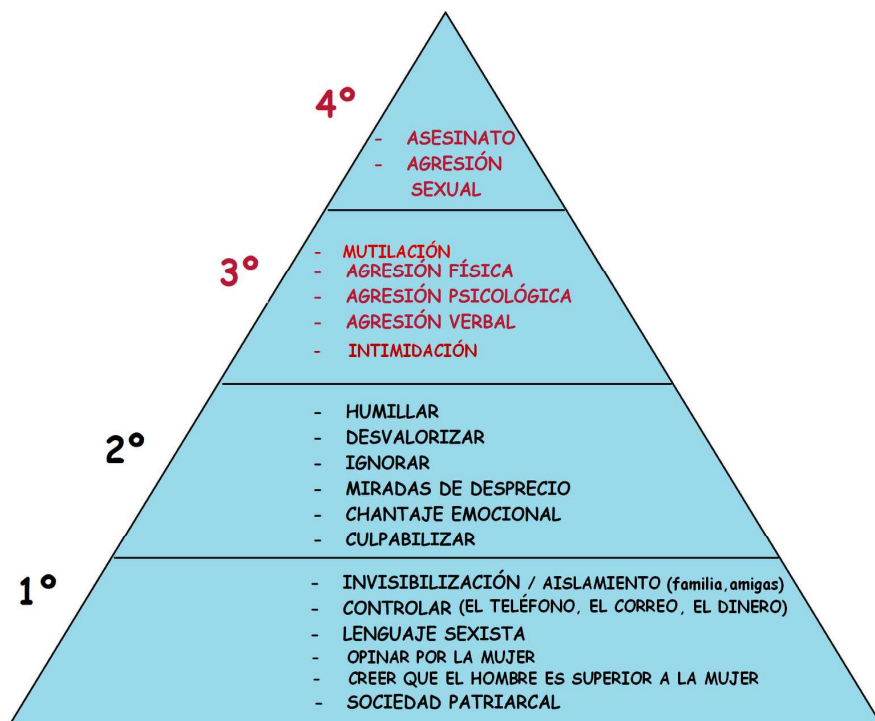 4º
- ASESINATO
- AGRESIÓN
SEXUAL
3º
- MUTILACIÓN
- AGRESIÓN FÍSICA
- AGRESIÓN PSICOLÓGICA
- AGRESIÓN VERBAL
- INTIMIDACIÓN
2º
- HUMILLAR
- DESVALORIZAR
- IGNORAR
- MIRADAS DE DESPRECIO
- CHANTAJE EMOCIONAL
- CULPABILIZAR
1º
- INVISIBILIZACIÓN / AISLAMIENTO (familia,amigas)
- CONTROLAR (EL TELÉFONO, EL CORREO, EL DINERO)
- LENGUAJE SEXISTA
- OPINAR POR LA MUJER
- CREER QUE EL HOMBRE ES SUPERIOR A LA MUJER
- SOCIEDAD PATRIARCAL